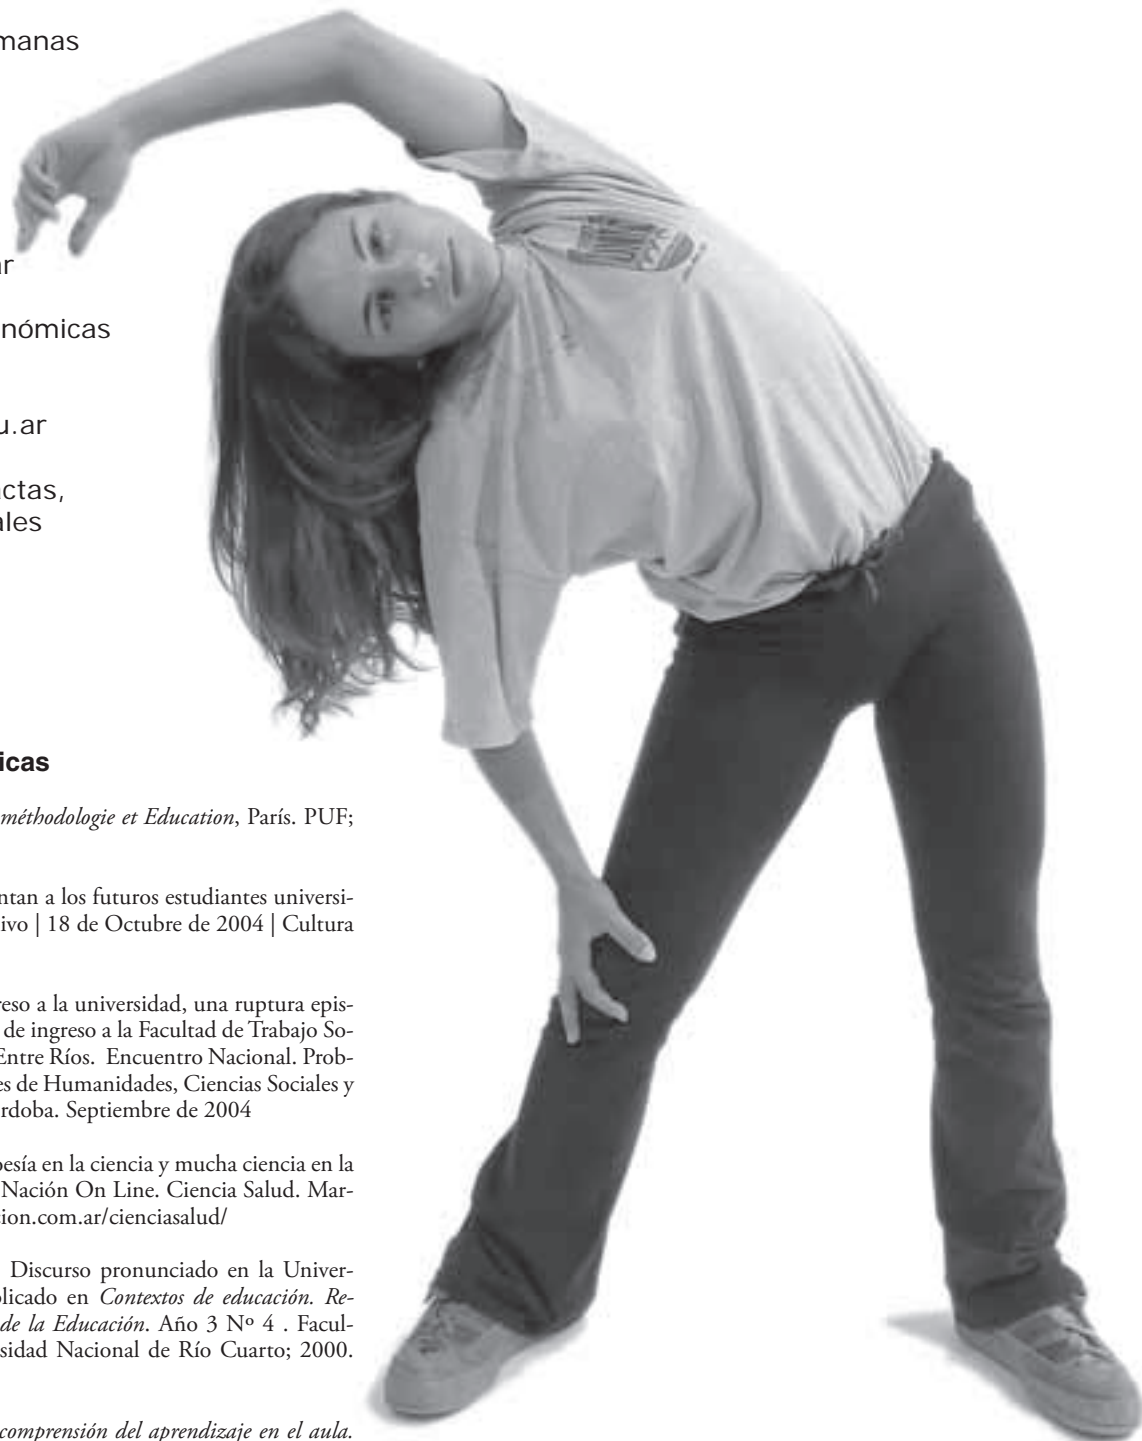 manas
ar
nómicas
u.ar
actas,
ales
icas
méthodologie et Education, París. PUF;
ntan a los futuros estudiantes universi-
ivo | 18 de Octubre de 2004 | Cultura
reso a la universidad, una ruptura epis-
de ingreso a la Facultad de Trabajo So-
Entre Ríos. Encuentro Nacional. Prob-
es de Humanidades, Ciencias Sociales y
rdoba. Septiembre de 2004
oesía en la ciencia y mucha ciencia en la
Nación On Line. Ciencia Salud. Mar-
cion.com.ar/cienciasalud/
Discurso pronunciado en la Univer-
olicado en Contextos de educación. Re-
de la Educación. Año 3 Nº 4 . Facul-
sidad Nacional de Río Cuarto; 2000.
comprensión del aprendizaje en el aula.